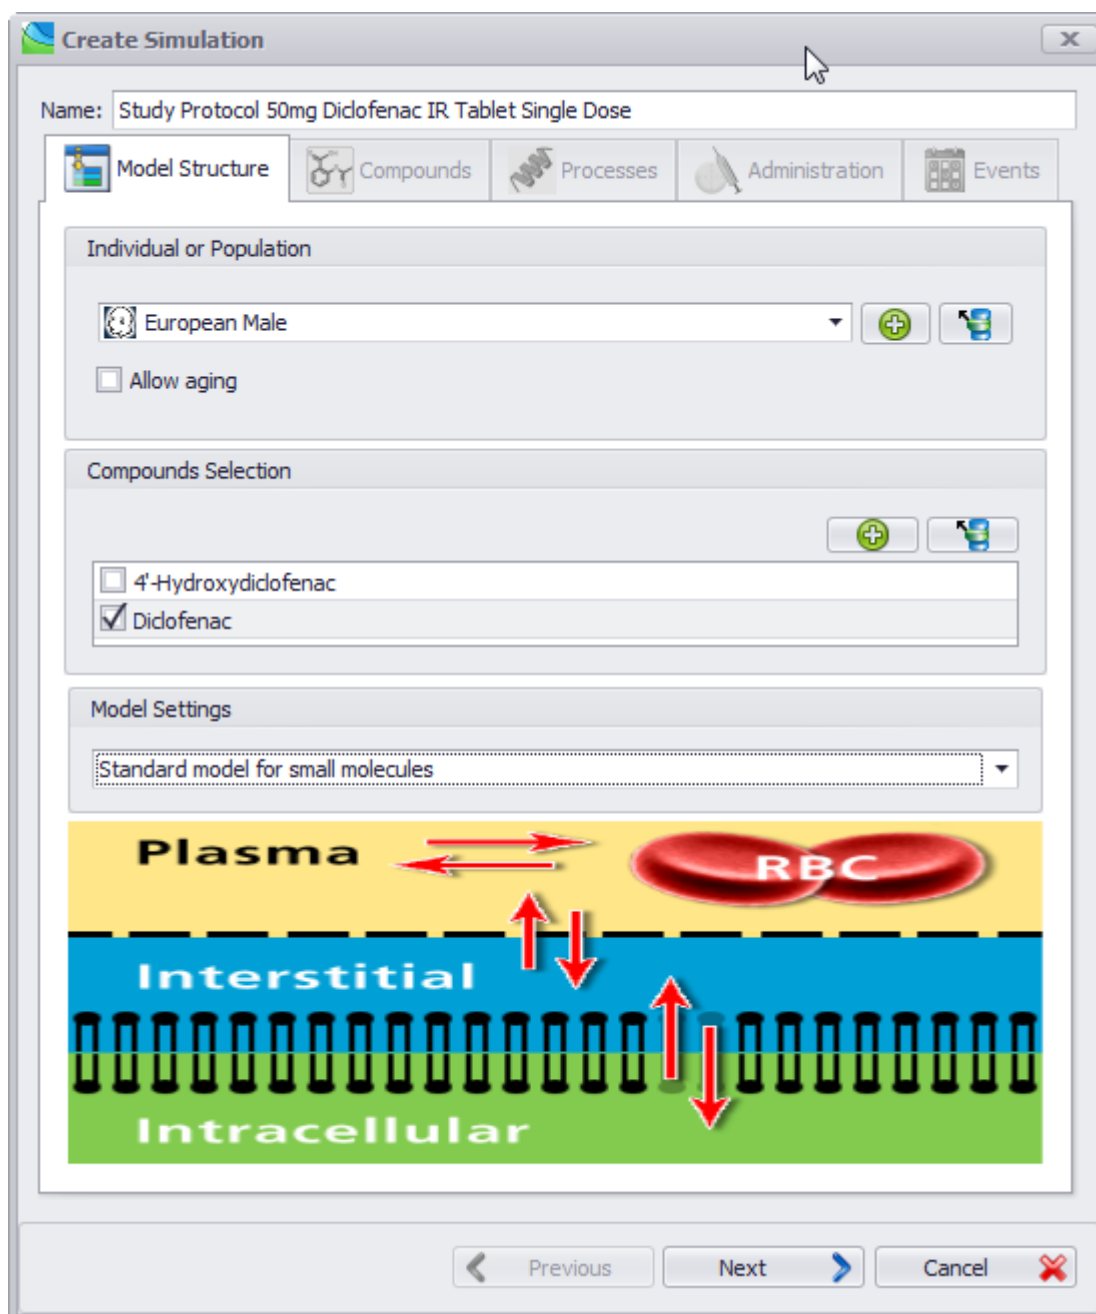 Create Simulation
Name: Study Protocol 50mg Diclofenac IR Tablet Single Dose
Model Structure Compounds Processes Administration Events
Individual or Population
European Male
Allow aging
Compounds Selection
4'-Hydroxydiclofenac
Diclofenac
Model Settings
Standard model for small molecules
Plasma RBC
Interstitial
Intracellular
Previous Next Cancel